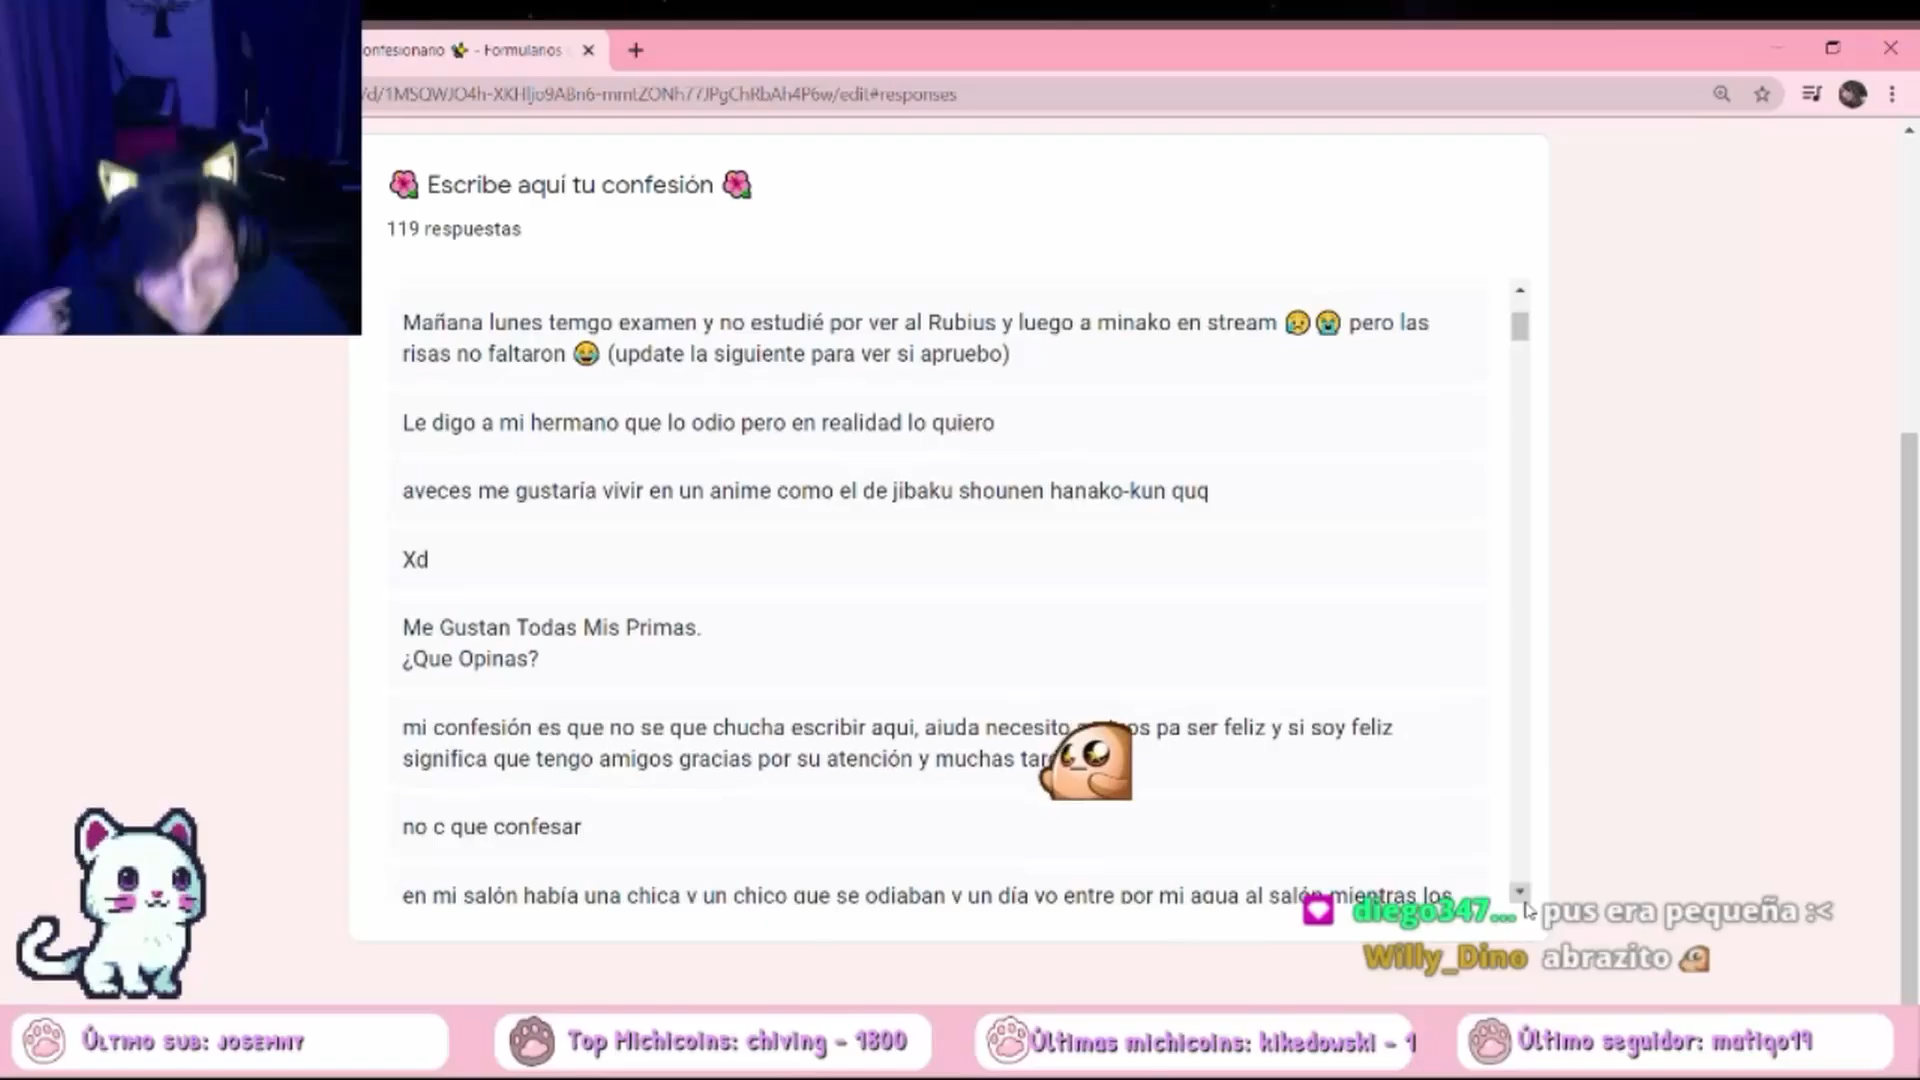 onfesionario 🐝 - Formularios
/d/1MSQWJO4h-XKHljo9ABn6-mmtZONh77JPgChRbAh4P6w/edit#responses
🌺 Escribe aquí tu confesión 🌺
119 respuestas
Mañana lunes temgo examen y no estudié por ver al Rubius y luego a minako en stream 😥😭 pero las
risas no faltaron 😂 (update la siguiente para ver si apruebo)
Le digo a mi hermano que lo odio pero en realidad lo quiero
aveces me gustaría vivir en un anime como el de jibaku shounen hanako-kun quq
Xd
Me Gustan Todas Mis Primas.
¿Que Opinas?
mi confesión es que no se que chucha escribir aqui, aiuda necesito pa ser feliz y si soy feliz
significa que tengo amigos gracias por su atención y muchas
no c que confesar
en mi salón había una chica y un chico que se odiaban y un día yo entre por mi agua al salón mientras los
diego347... pus era pequeña :<
Willy_Dino abrazito
Último sub: josemny
Top Michicoins: chiving - 1800
Últimas michicoins: kikedowski - 1
Último seguidor: matiqo19